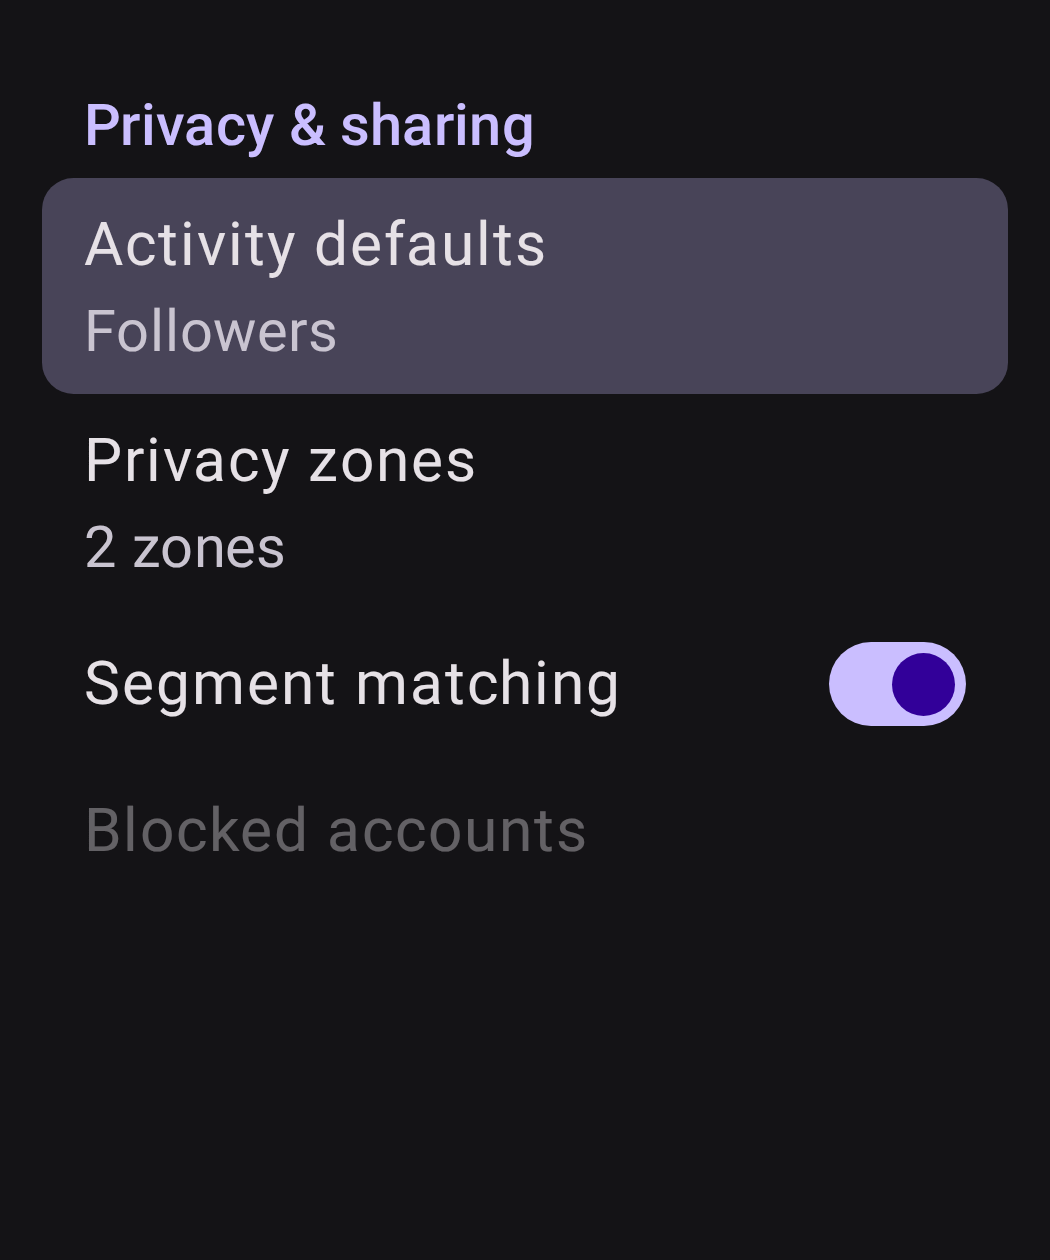 Privacy & sharing
Activity defaults
Followers
Privacy zones
2 zones
Segment matching
Blocked accounts